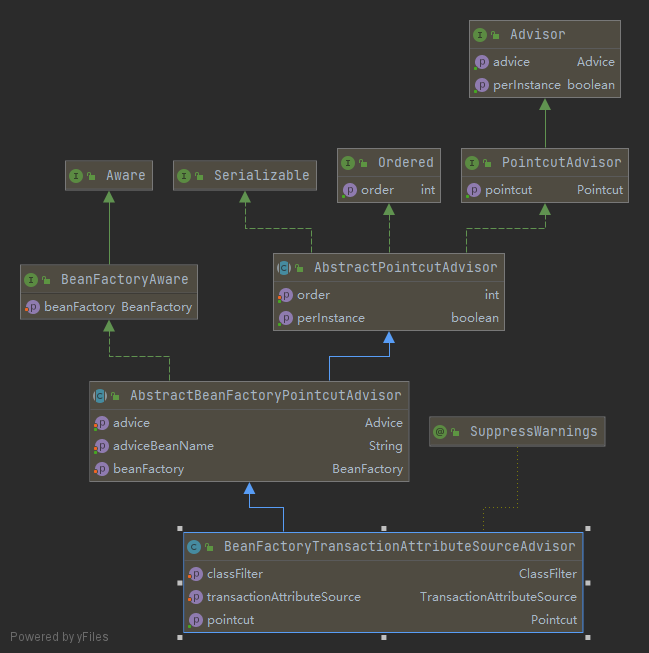 Advisor
advice Advice
perInstance boolean
Aware
Serializable
Ordered
order int
PointcutAdvisor
pointcut Pointcut
BeanFactoryAware
beanFactory BeanFactory
AbstractPointcutAdvisor
order int
perInstance boolean
AbstractBeanFactoryPointcutAdvisor
advice Advice
adviceBeanName String
beanFactory BeanFactory
SuppressWarnings
BeanFactoryTransactionAttributeSourceAdvisor
classFilter ClassFilter
transactionAttributeSource TransactionAttributeSource
pointcut Pointcut
Powered by yFiles